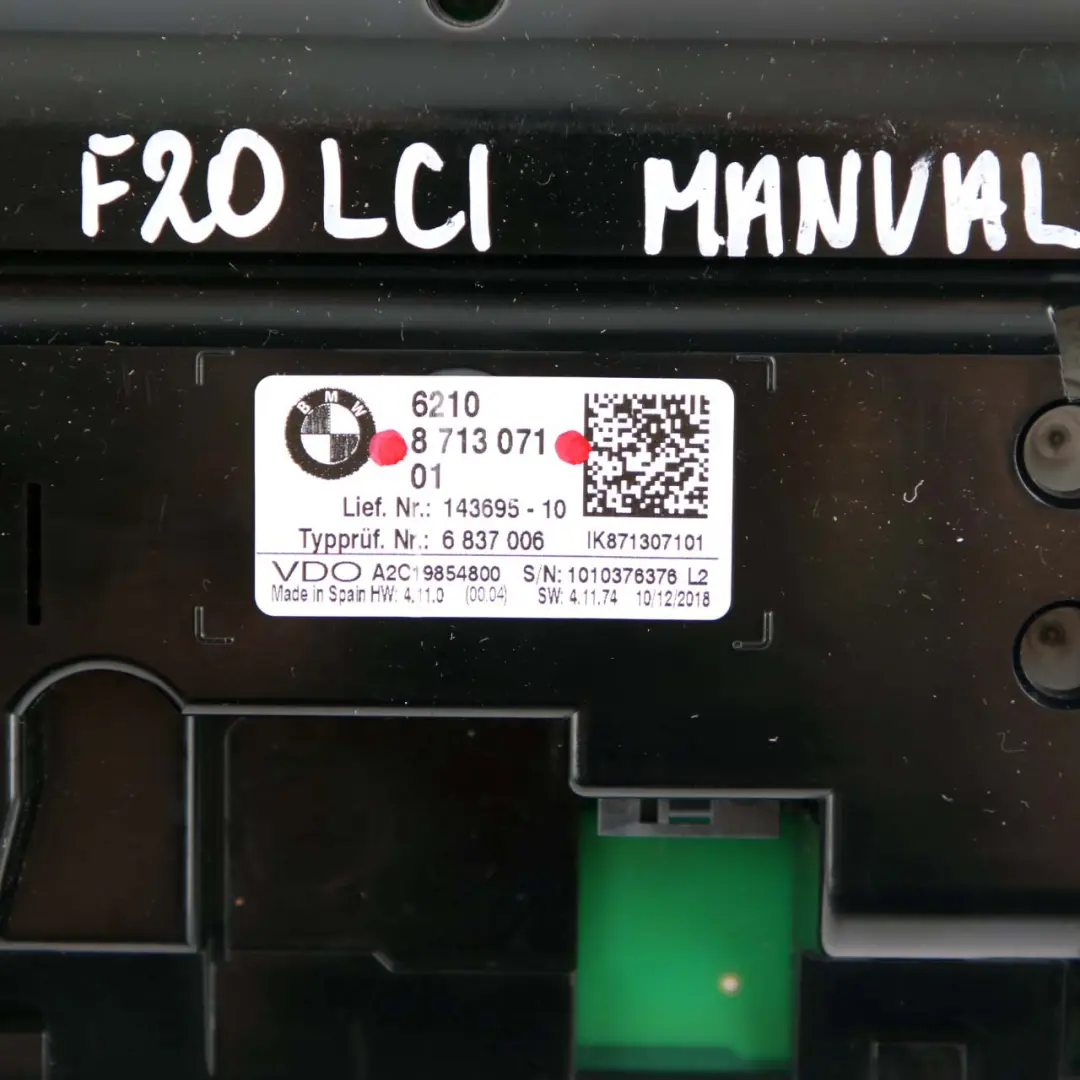 F20 LCI MANUAL
BMW
6210
8 713 071
01
Lief. Nr.: 143695 - 10
Typprüf. Nr.: 6 837 006 IK871307101
VDO A2C19854800 S/N: 1010376376 L2
Made in Spain HW: 4.11.0 (00.04) SW: 4.11.74 10/12/2018